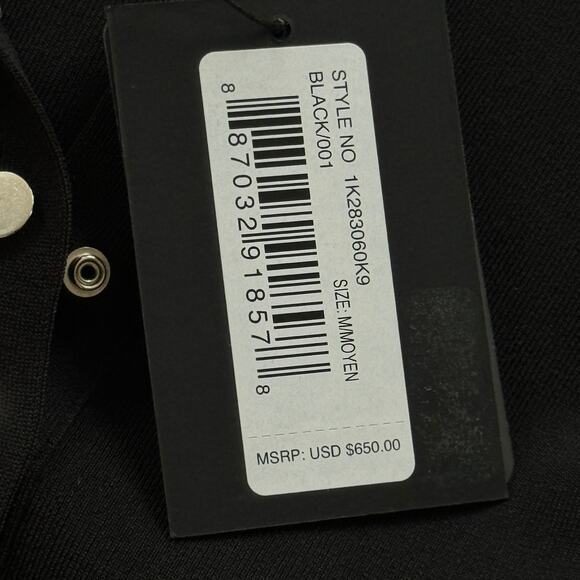 STYLE NO 1K283060K9
BLACK/001
SIZE: M/MOYEN
8 87032 91857 8
MSRP: USD $650.00